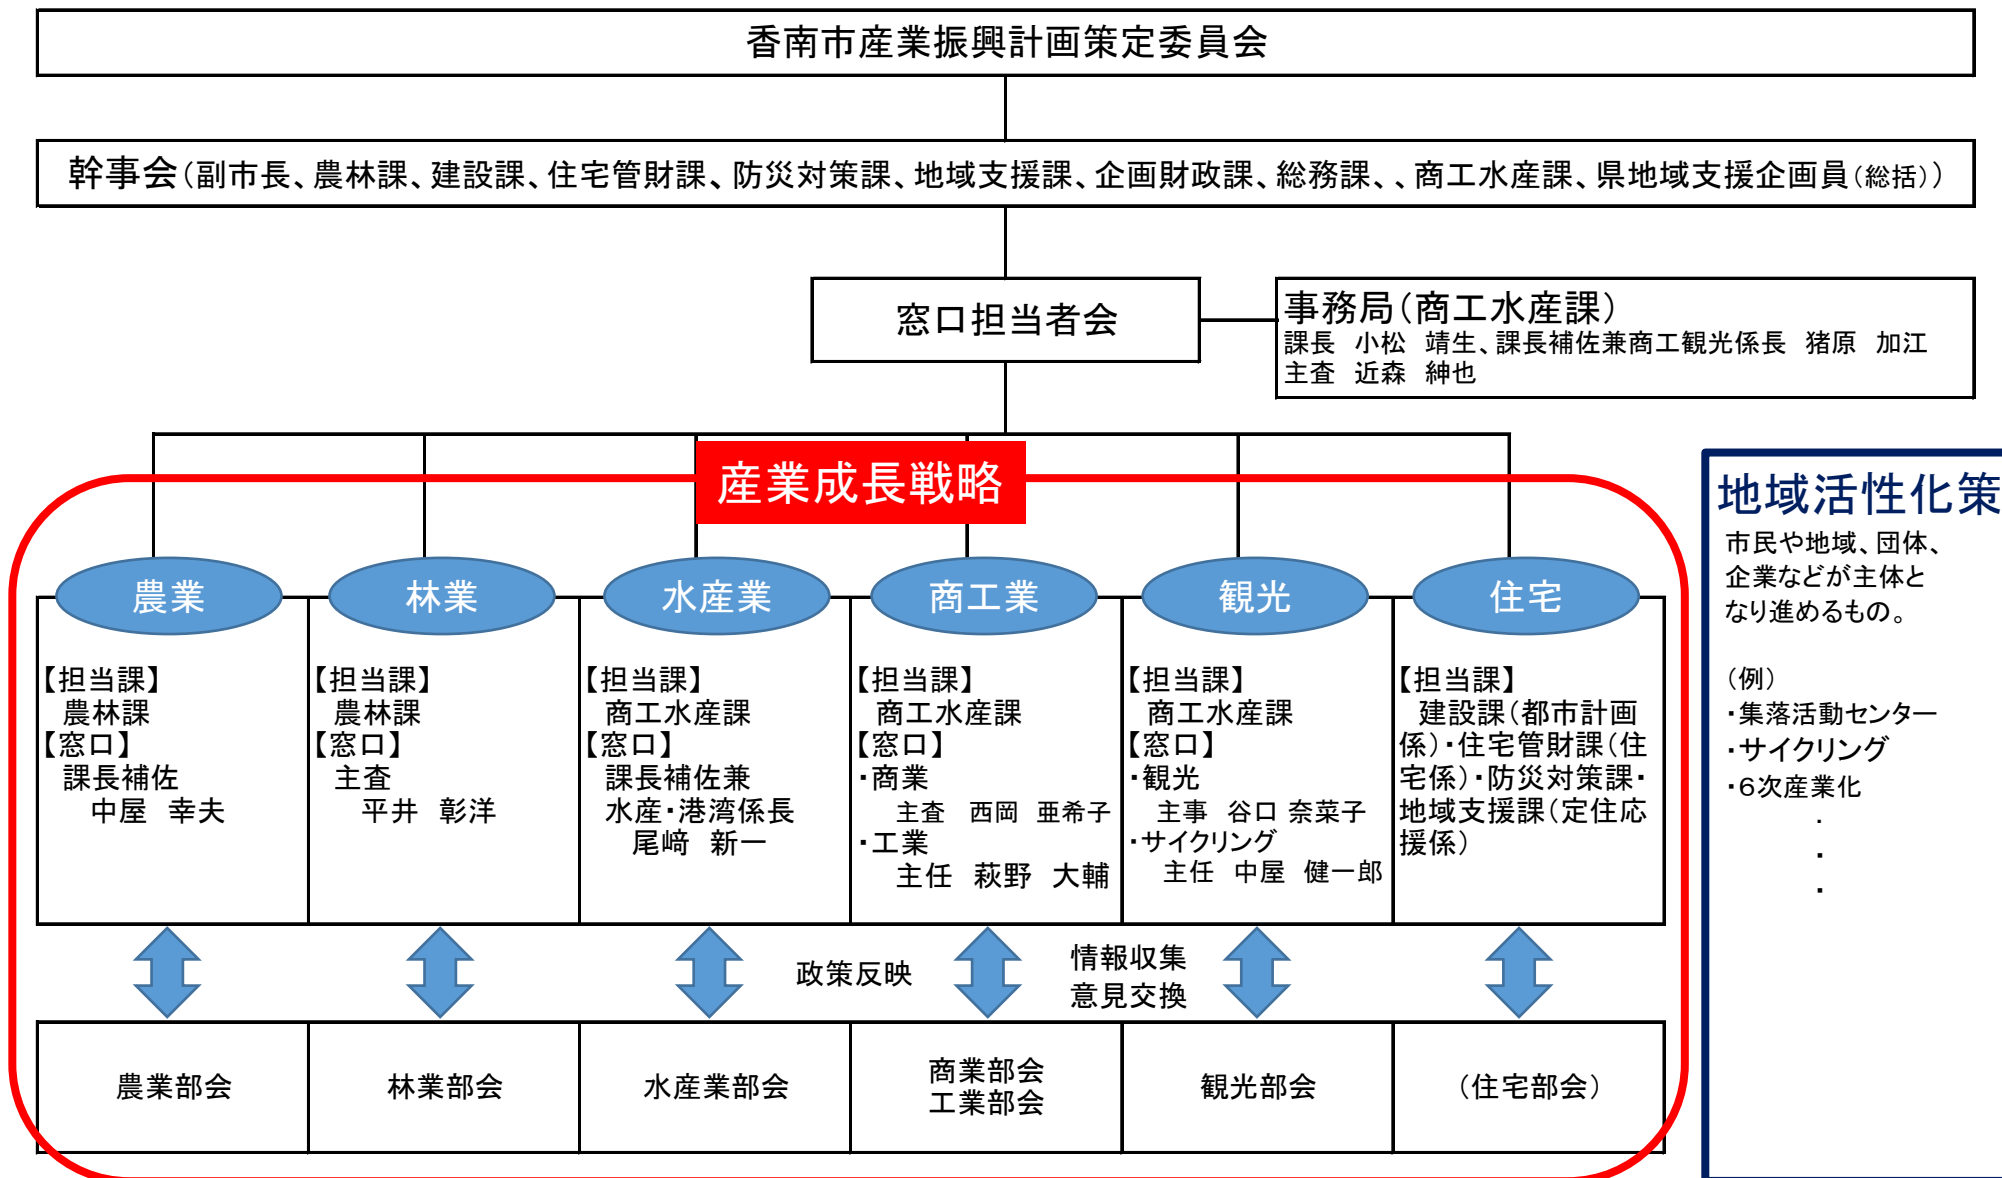 香南市産業振興計画策定委員会
幹事会(副市長、農林課、建設課、住宅管財課、防災対策課、地域支援課、企画財政課、総務課、、商工水産課、県地域支援企画員(総括))
窓口担当者会
事務局(商工水産課)
課長 小松 靖生、課長補佐兼商工観光係長 猪原 加江
主査 近森 紳也
産業成長戦略
農業
【担当課】
農林課
【窓口】
課長補佐
中屋 幸夫
林業
【担当課】
農林課
【窓口】
主査
平井 彰洋
水産業
【担当課】
商工水産課
【窓口】
課長補佐兼
水産・港湾係長
尾﨑 新一
商工業
【担当課】
商工水産課
【窓口】
・商業
主査 西岡 亜希子
・工業
主任 萩野 大輔
観光
【担当課】
商工水産課
【窓口】
・観光
主事 谷口 奈菜子
・サイクリング
主任 中屋 健一郎
住宅
【担当課】
建設課(都市計画
係)・住宅管財課(住
宅係)・防災対策課・
地域支援課(定住応
援係)
政策反映
情報収集
意見交換
農業部会
林業部会
水産業部会
商業部会
工業部会
観光部会
(住宅部会)
地域活性化策
市民や地域、団体、
企業などが主体と
なり進めるもの。
(例)
・集落活動センター
・サイクリング
・6次産業化
・
・
・